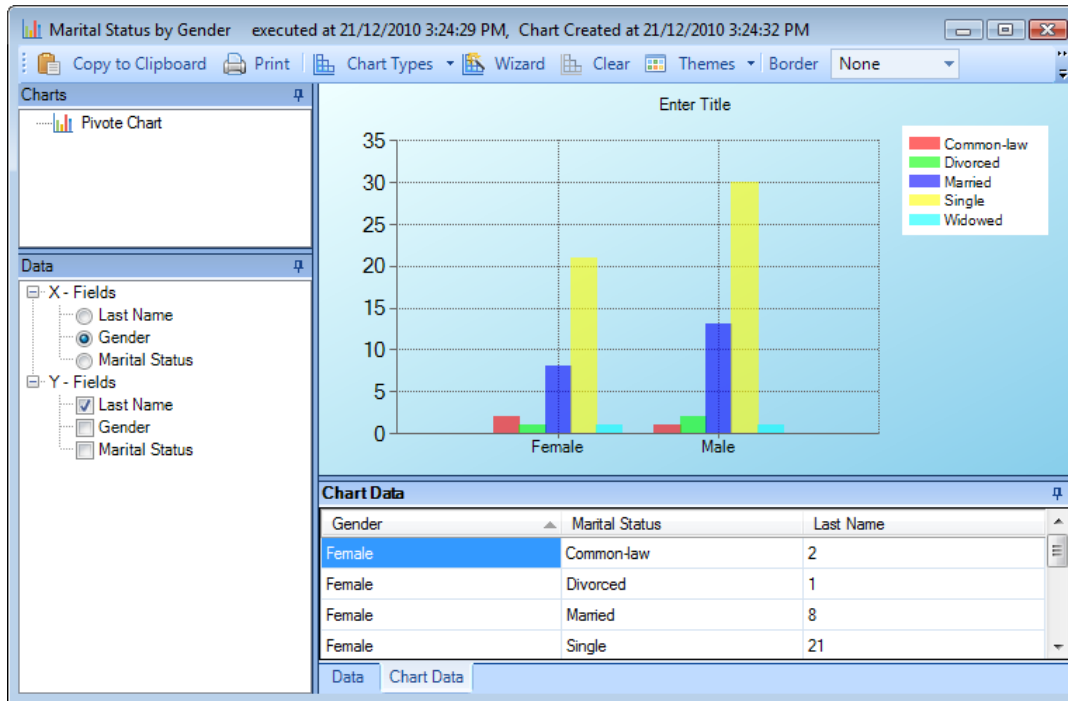 Marital Status by Gender executed at 21/12/2010 3:24:29 PM, Chart Created at 21/12/2010 3:24:32 PM
Copy to Clipboard Print Chart Types Wizard Clear Themes Border None
Charts
Pivote Chart
Data
X - Fields
Last Name
Gender
Marital Status
Y - Fields
Last Name
Gender
Marital Status
Enter Title
35
30
25
20
15
10
5
0
Female Male
Common-law
Divorced
Married
Single
Widowed
Chart Data
Gender Marital Status Last Name
Female Common-law 2
Female Divorced 1
Female Married 8
Female Single 21
Data Chart Data